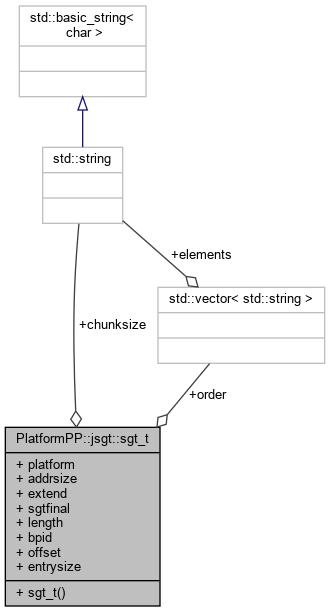 std::basic_string<
char >
std::string
+elements
std::vector< std::string >
+chunksize
+order
PlatformPP::jsgt::sgt_t
+ platform
+ addrsize
+ extend
+ sgtfinal
+ length
+ bpid
+ offset
+ entrysize
+ sgt_t()